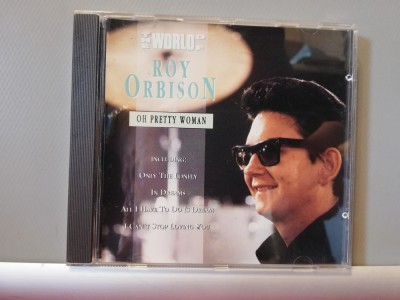 THE WORLD OF
ROY
ORBISON
OH PRETTY WOMAN
INCLUDING:
ONLY THE LONELY
IN DREAMS
ALL I HAVE TO DO IS DREAM
I CAN'T STOP LOVING YOU